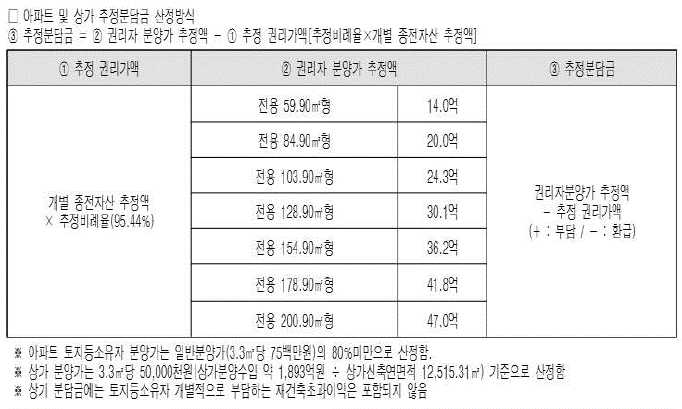 □ 아파트 및 상가 추정분담금 산정방식
③ 추정분담금 = ② 권리자 분양가 추정액 - ① 추정 권리가액[추정비례율×개별 종전자산 추정액]
① 추정 권리가액 ② 권리자 분양가 추정액 ③ 추정분담금
전용 59.90㎡형 14.0억
전용 84.90㎡형 20.0억
전용 103.90㎡형 24.3억
전용 128.90㎡형 30.1억
전용 154.90㎡형 36.2억
전용 178.90㎡형 41.8억
전용 200.90㎡형 47.0억
개별 종전자산 추정액
× 추정비례율(95.44%)
권리자분양가 추정액
- 추정 권리가액
(+ : 부담 / - : 환급)
※ 아파트 토지등소유자 분양가는 일반분양가(3.3㎡당 75백만원)의 80%미만으로 산정함.
※ 상가 분양가는 3.3㎡당 50,000천원(상가분양수입 약 1,893억원 ÷ 상가신축연면적 12,515.31㎡) 기준으로 산정함
※ 상기 분담금에는 토지등소유자 개별적으로 부담하는 재건축초과이익은 포함되지 않음